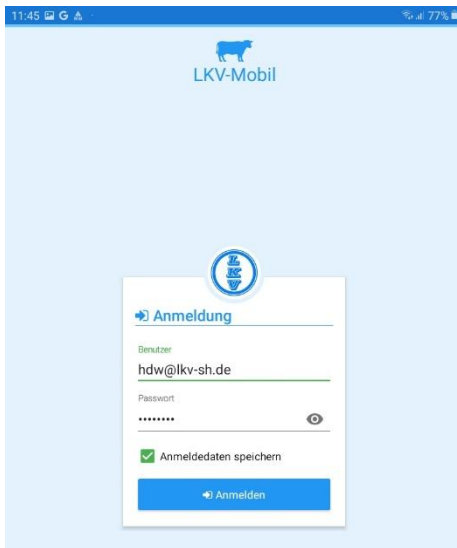 11:45 G
77%
LKV-Mobil
LKV
Anmeldung
Benutzer
hdw@lkv-sh.de
Passwort
••••••••
Anmeldedaten speichern
Anmelden